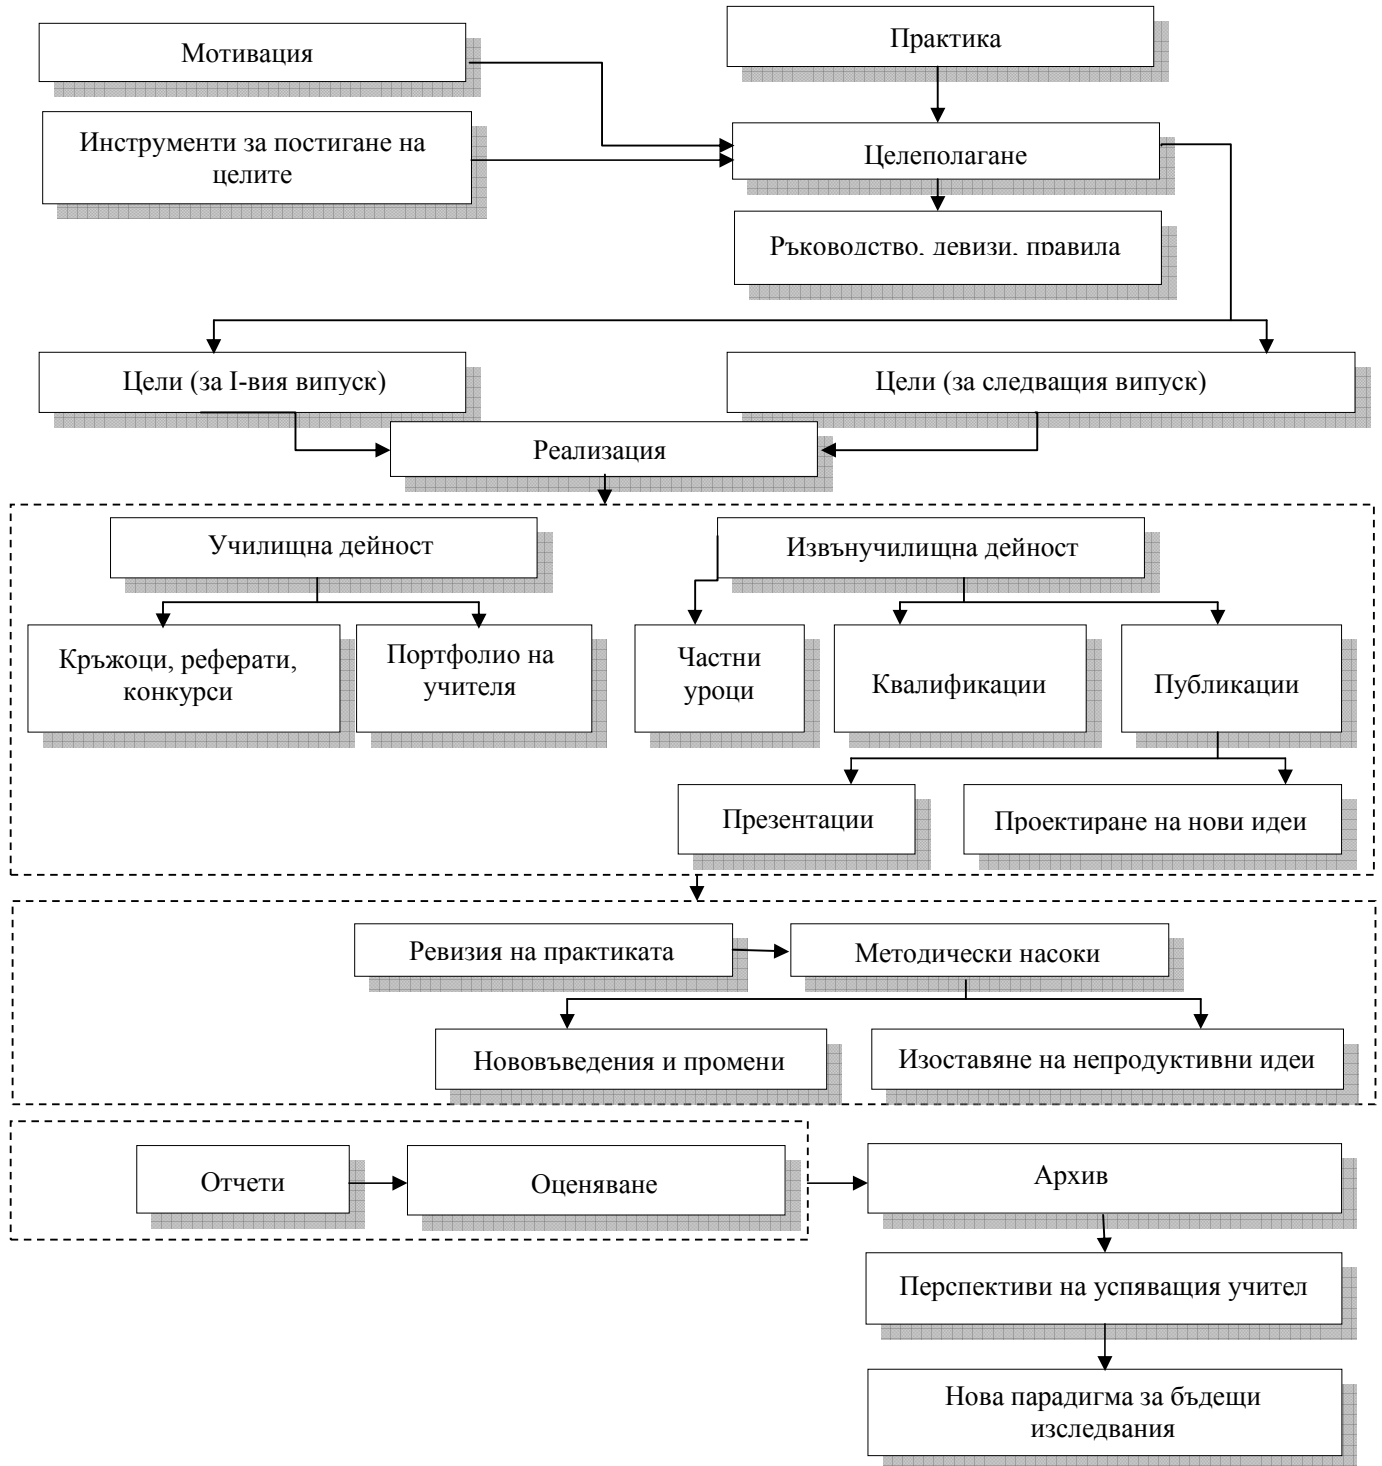 Мотивация
Практика
Инструменти за постигане на
целите
Целеполагане
Ръководство, девизи, правила
Цели (за I-вия випуск)
Цели (за следващия випуск)
Реализация
Училищна дейност
Извънучилищна дейност
Кръжоци, реферати,
конкурси
Портфолио на
учителя
Частни
уроци
Квалификации
Публикации
Презентации
Проектиране на нови идеи
Ревизия на практиката
Методически насоки
Нововъведения и промени
Изоставяне на непродуктивни идеи
Отчети
Оценяване
Архив
Перспективи на успяващия учител
Нова парадигма за бъдещи
изследвания